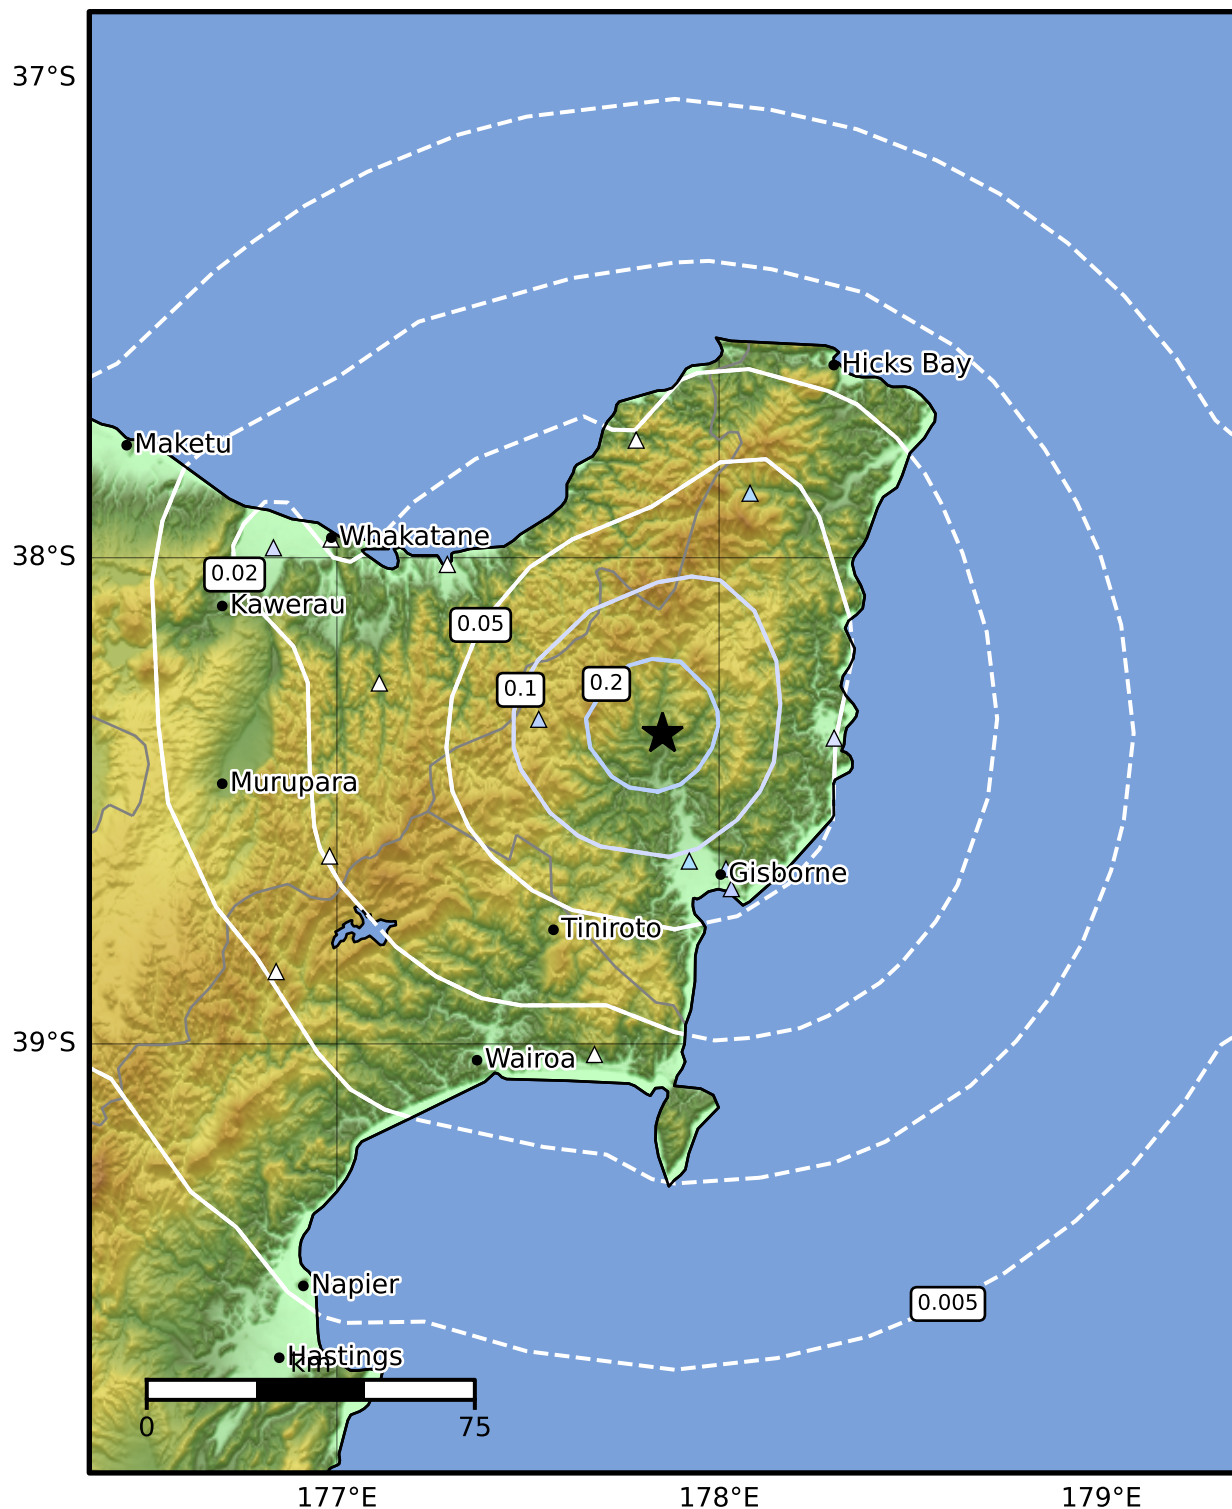 37°S
Hicks Bay
Maketu
Whakatane
38°S
0.02
Kawerau
0.05
0.2
0.1
Murupara
Gisborne
Tiniroto
39°S
Wairoa
Napier
0.005
Hastings
km
0 75
177°E 178°E 179°E